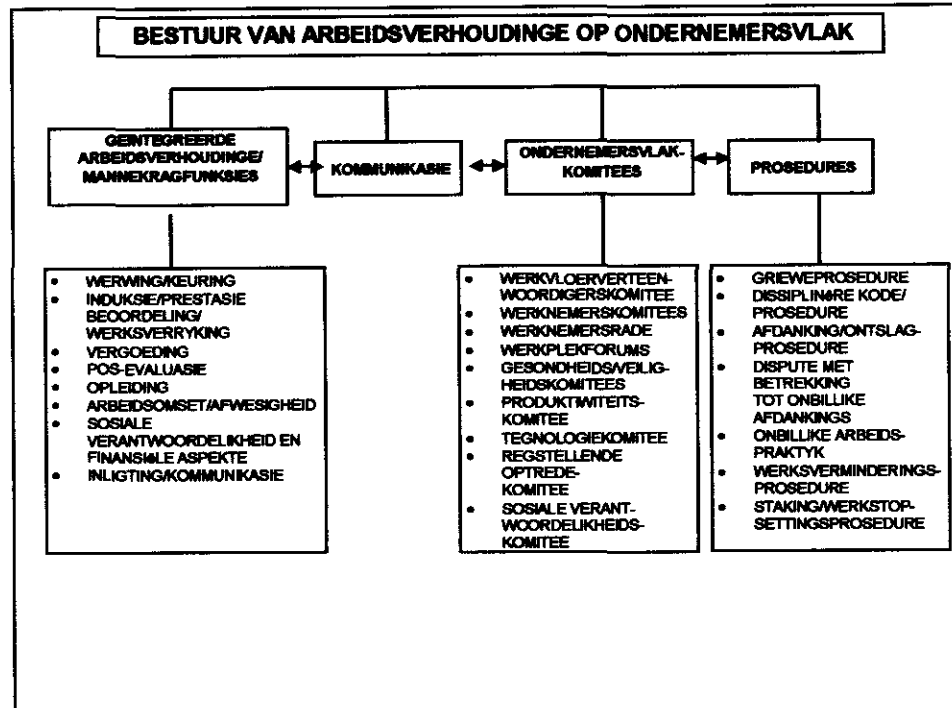 BESTUUR VAN ARBEIDSVERHOUDINGE OP ONDERNEMERSVLAK
GEÏNTEGREERDE
ARBEIDSVERHOUDINGE/
MANNEKRAGFUNKSIES
KOMMUNIKASIE
ONDERNEMERSVLAK-
KOMITEES
PROSEDURES
• WERWING/KEURING
• INDUKSIE/PRESTASIE
BEOORDELING/
WERKSVERRYKING
• VERGOEDING
• POS-EVALUASIE
• OPLEIDING
• ARBEIDSOMSET/AFWESIGHEID
• SOSIALE
VERANTWOORDELIKHEID EN
FINANSIøLE ASPEKTE
• INLIGTING/KOMMUNIKASIE
• WERKVLOERVERTEEN-
WOORDIGERSKOMITEE
• WERKNEMERSKOMITEES
• WERKNEMERSRADE
• WERKPLEKFORUMS
• GESONDHEIDS/VEILIG-
HEIDSKOMITEES
• PRODUKTIWITEITS-
KOMITEE
• TEGNOLOGIEKOMITEE
• REGSTELLENDE
OPTREDE-
KOMITEE
• SOSIALE VERANT-
WOORDELIKHEIDS-
KOMITEE
• GRIEWEPROSEDURE
• DISSIPLINøRE KODE/
PROSEDURE
• AFDANKING/ONTSLAG-
PROSEDURE
• DISPUTE MET
BETREKKING
TOT ONBILLIKE
AFDANKINGS
• ONBILLIKE ARBEIDS-
PRAKTYK
• WERKSVERMINDERINGS-
PROSEDURE
• STAKING/WERKSTOP-
SETTINGSPROSEDURE